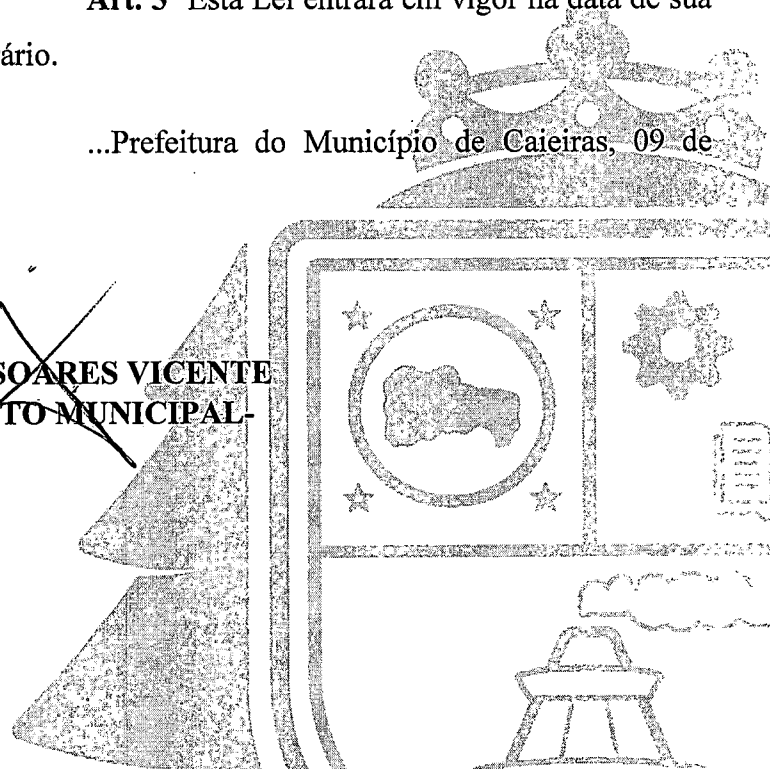 Art. 3º Esta Lei entrará em vigor na data de sua
ário.
...Prefeitura do Município de Caieiras, 09 de
SOARES VICENTE
TO MUNICIPAL-